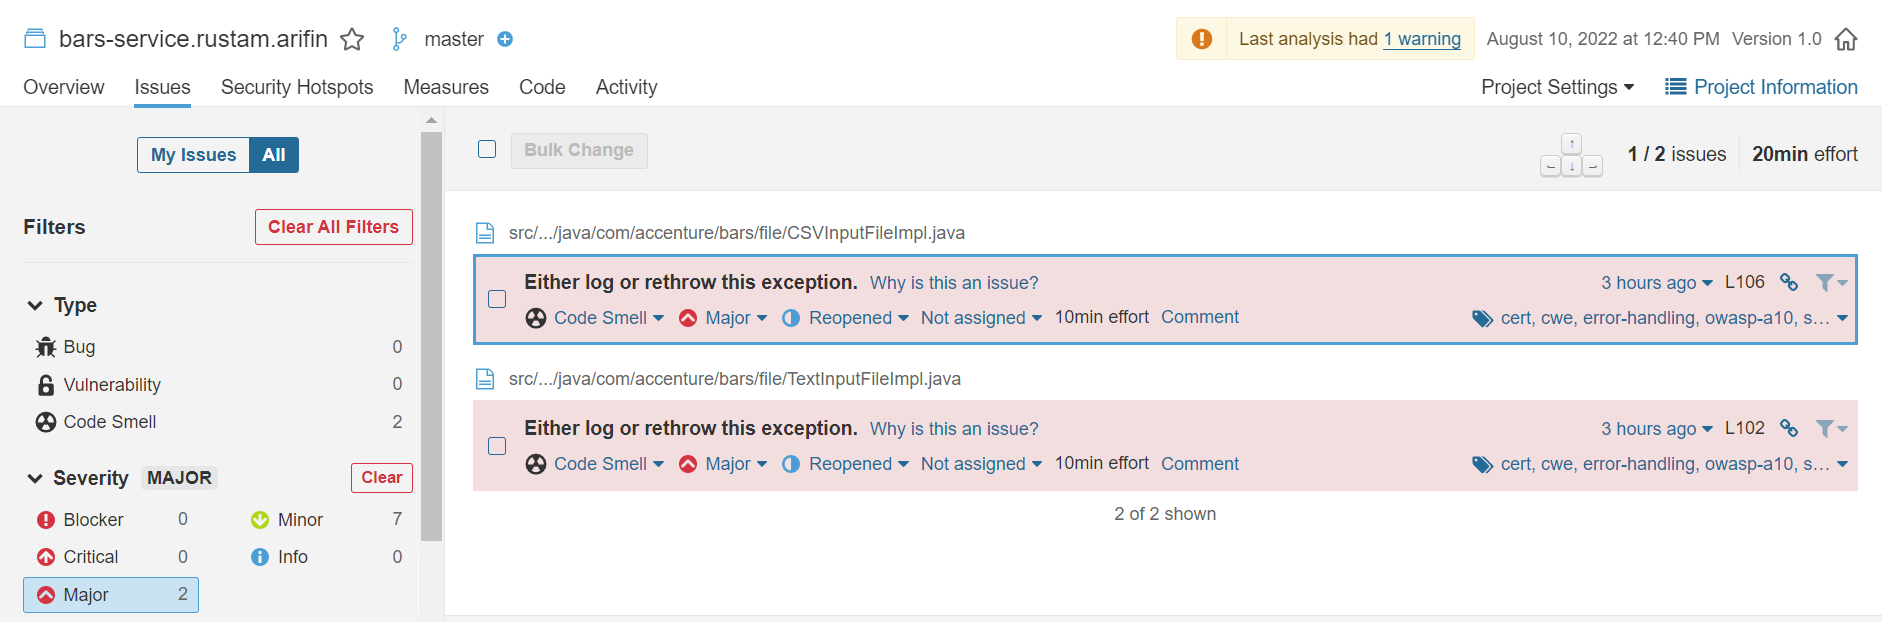 bars-service.rustam.arifin master
Last analysis had 1 warning August 10, 2022 at 12:40 PM Version 1.0
Overview Issues Security Hotspots Measures Code Activity
Project Settings Project Information
My Issues All
Filters Clear All Filters
Type
Bug 0
Vulnerability 0
Code Smell 2
Severity MAJOR Clear
Blocker 0 Minor 7
Critical 0 Info 0
Major 2
Bulk Change
1 / 2 issues 20min effort
src/.../java/com/accenture/bars/file/CSVInputFileImpl.java
Either log or rethrow this exception. Why is this an issue? 3 hours ago L106
Code Smell Major Reopened Not assigned 10min effort Comment cert, cwe, error-handling, owasp-a10, s...
src/.../java/com/accenture/bars/file/TextInputFileImpl.java
Either log or rethrow this exception. Why is this an issue? 3 hours ago L102
Code Smell Major Reopened Not assigned 10min effort Comment cert, cwe, error-handling, owasp-a10, s...
2 of 2 shown